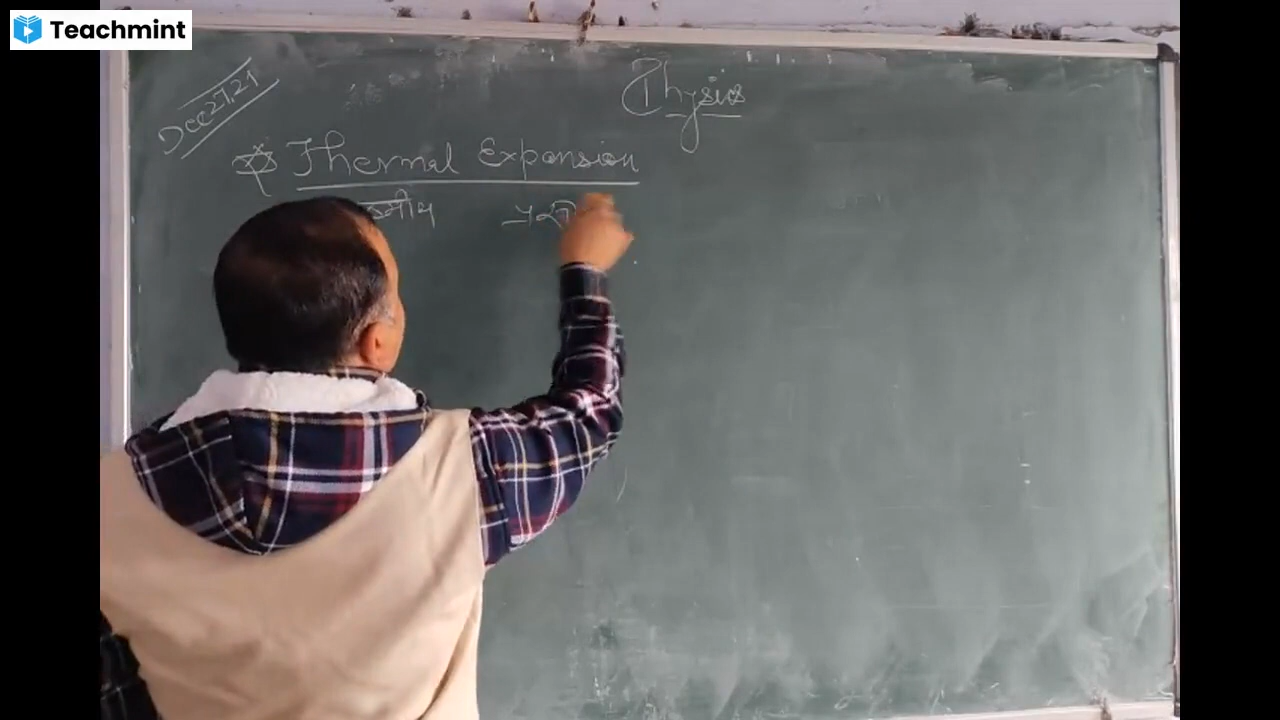 Teachmint
Dec 27, 21
Physics
Thermal Expansion